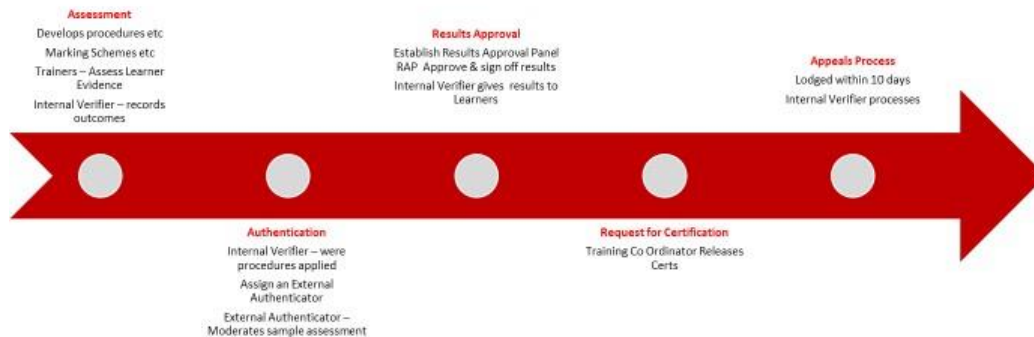 Assessment
Develops procedures etc
Marking Schemes etc
Trainers – Assess Learner
Evidence
Internal Verifier – records
outcomes
Authentication
Internal Verifier – were
procedures applied
Assign an External
Authenticator
External Authenticator –
Moderates sample assessment
Results Approval
Establish Results Approval Panel
RAP Approve & sign off results
Internal Verifier gives results to
Learners
Request for Certification
Training Co Ordinator Releases
Certs
Appeals Process
Lodged within 10 days
Internal Verifier processes